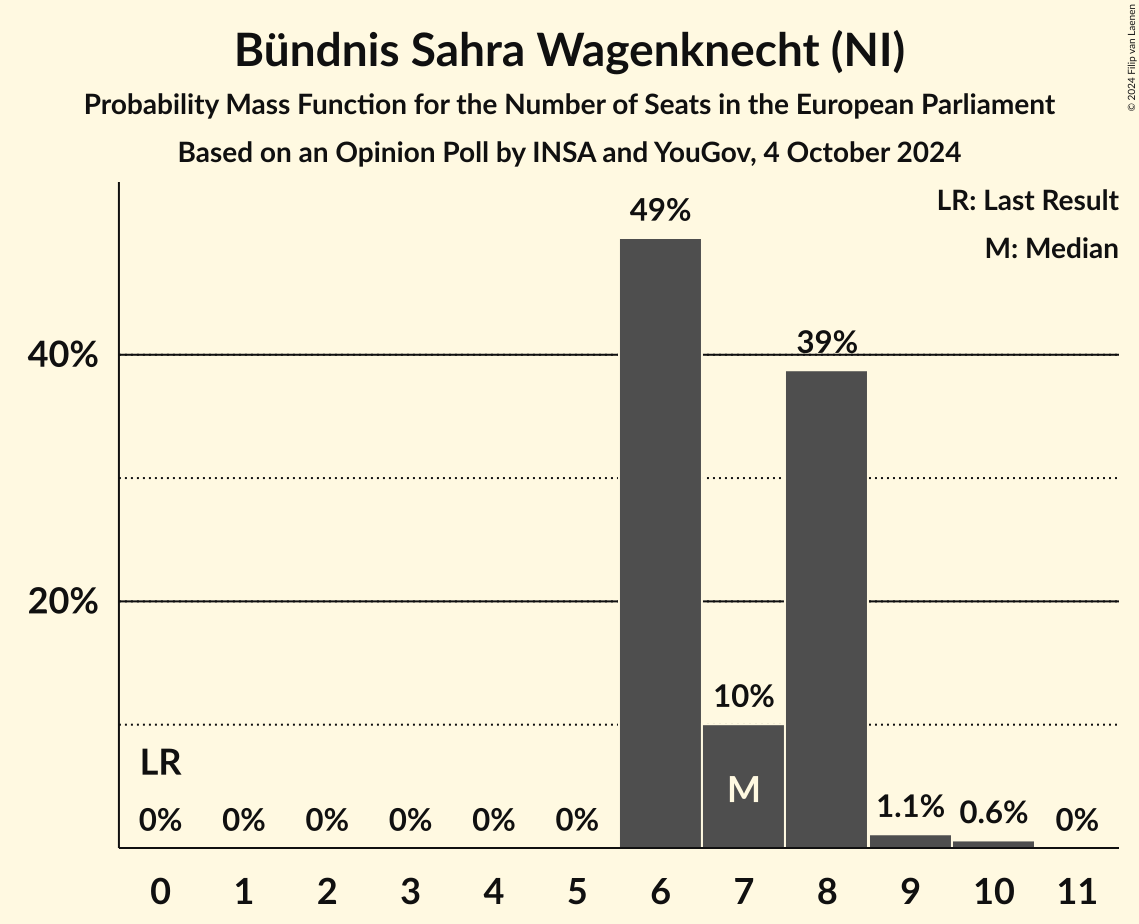 Bündnis Sahra Wagenknecht (NI)
Probability Mass Function for the Number of Seats in the European Parliament
Based on an Opinion Poll by INSA and YouGov, 4 October 2024
© 2024 Filip van Laenen
LR: Last Result
M: Median
49%
40%
39%
20%
10%
LR
M
0% 0% 0% 0% 0% 0% 1.1% 0.6% 0%
0 1 2 3 4 5 6 7 8 9 10 11